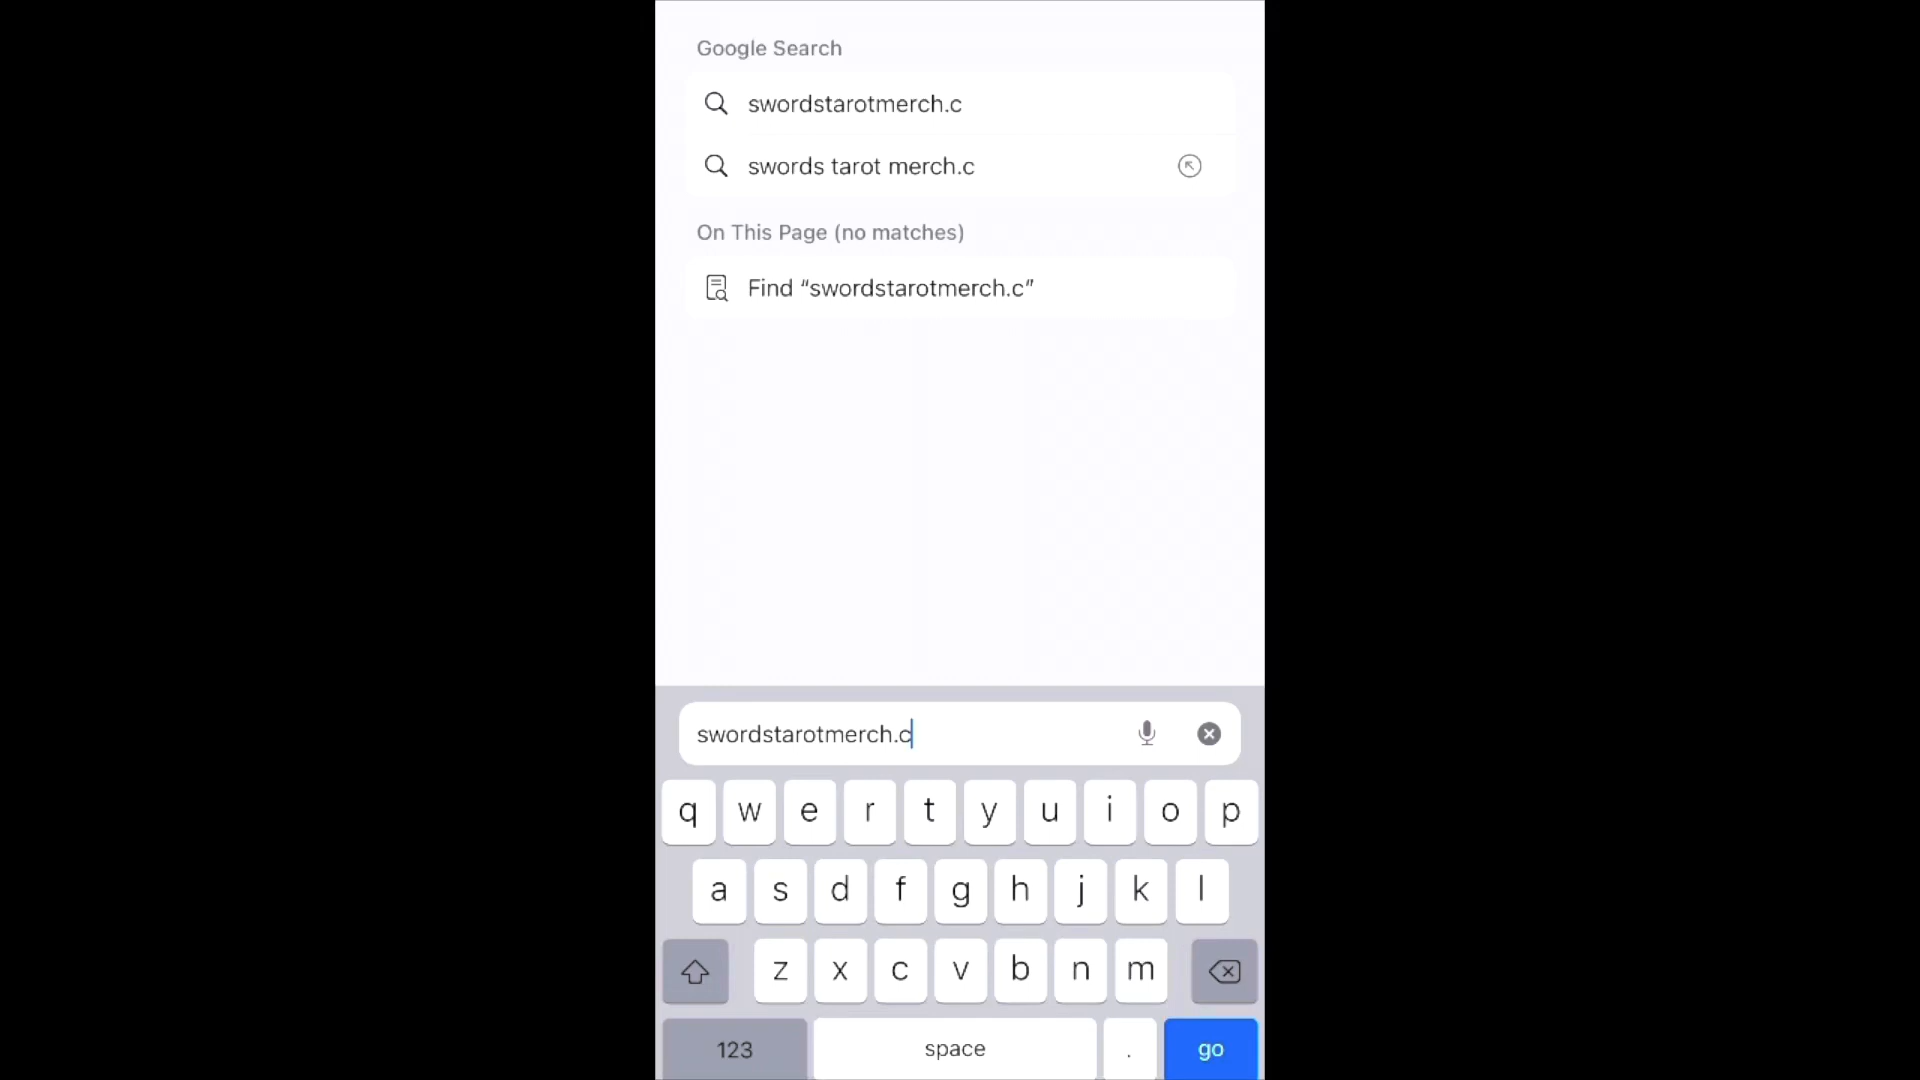 Google Search
swordstarotmerch.c
swords tarot merch.c
On This Page (no matches)
Find “swordstarotmerch.c”
swordstarotmerch.c
q w e r t y u i o p
a s d f g h j k l
z x c v b n m
123 space . go